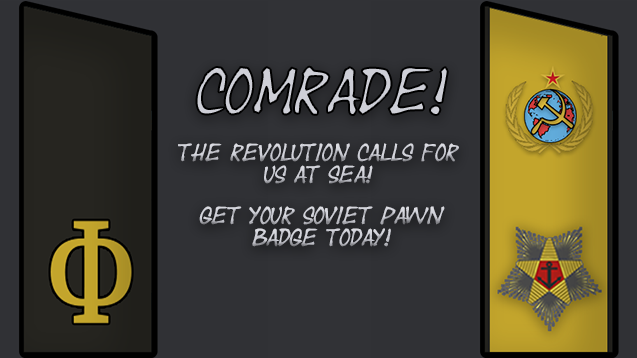 COMRADE!
THE REVOLUTION CALLS FOR
US AT SEA!
GET YOUR SOVIET PAWN
BADGE TODAY!
Ф